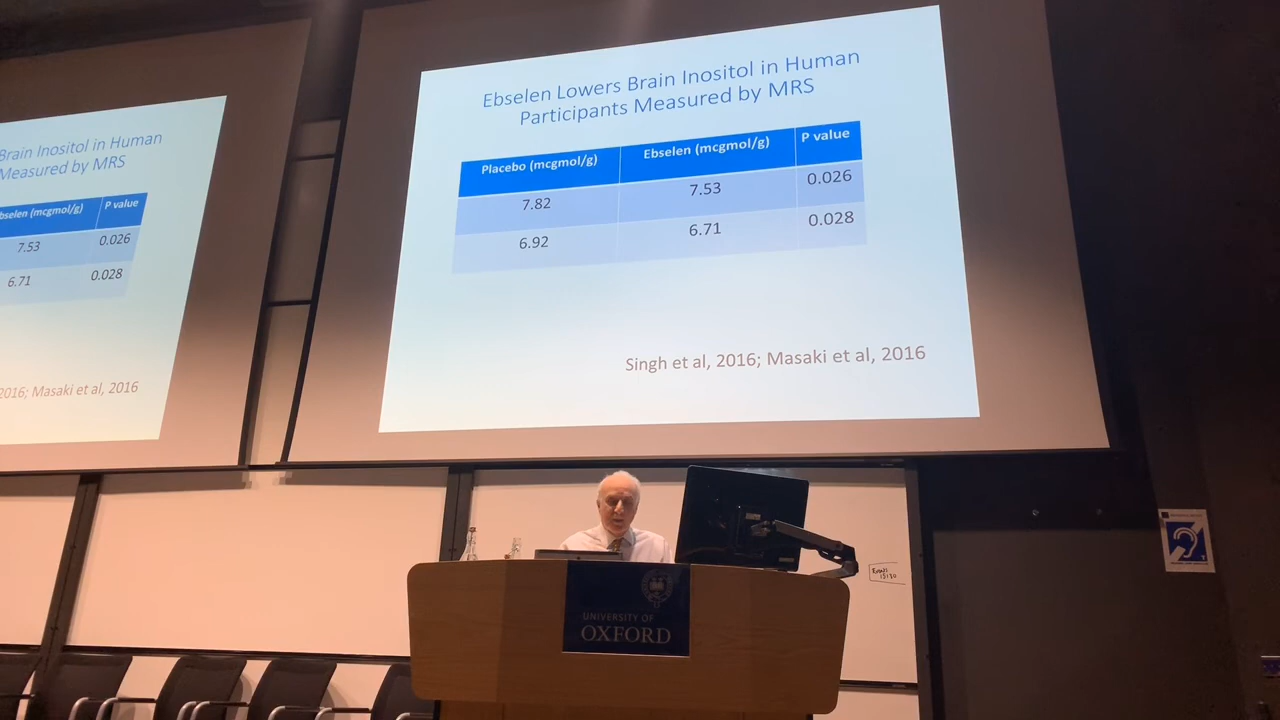 Ebselen Lowers Brain Inositol in Human
Participants Measured by MRS
Placebo (mcgmol/g) Ebselen (mcgmol/g) P value
7.82 7.53 0.026
6.92 6.71 0.028
Singh et al, 2016; Masaki et al, 2016
Brain Inositol in Human
Measured by MRS
bselen (mcgmol/g) P value
7.53 0.026
6.71 0.028
2016; Masaki et al, 2016
UNIVERSITY OF
OXFORD